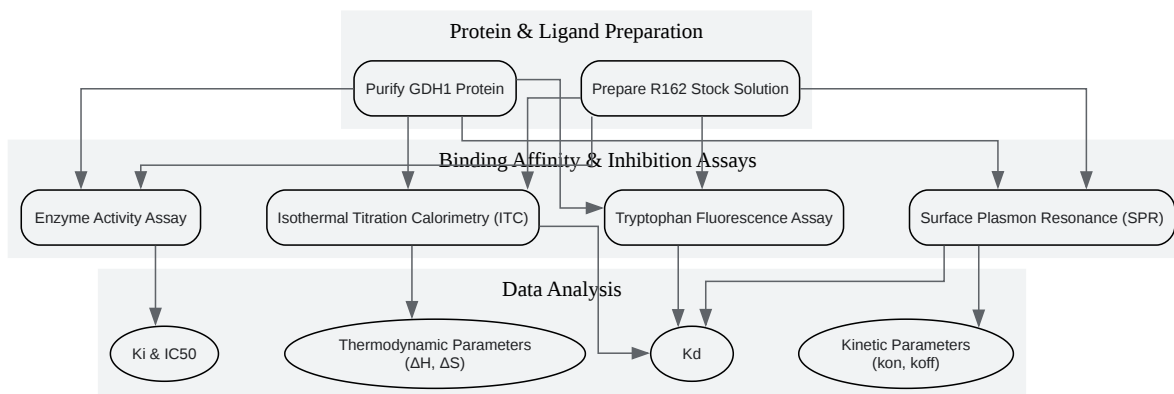 Protein & Ligand Preparation
Purify GDH1 Protein
Prepare R162 Stock Solution
Binding Affinity & Inhibition Assays
Enzyme Activity Assay
Isothermal Titration Calorimetry (ITC)
Tryptophan Fluorescence Assay
Surface Plasmon Resonance (SPR)
Data Analysis
Ki & IC50
Thermodynamic Parameters
(ΔH, ΔS)
Kd
Kinetic Parameters
(kon, koff)